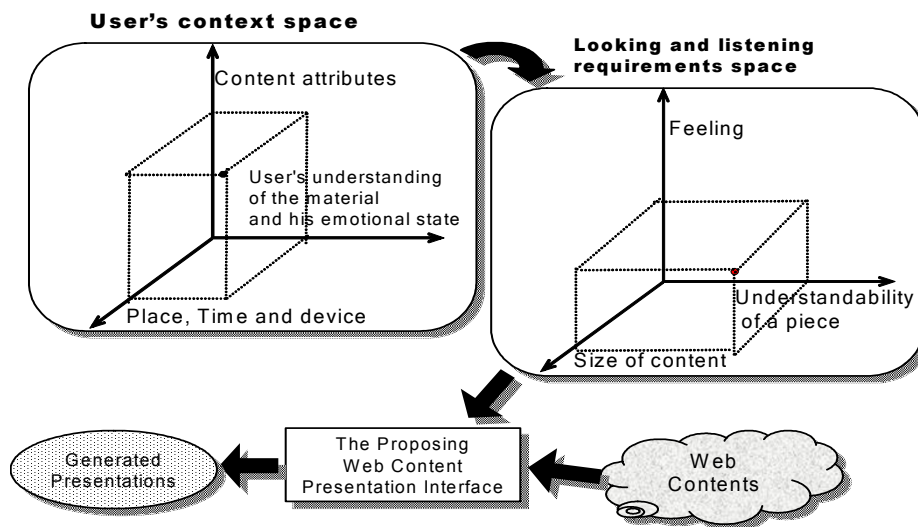 User's context space
Content attributes
User's understanding
of the material
and his emotional state
Place, Time and device
Looking and listening
requirements space
Feeling
Understandability
of a piece
Size of content
Generated
Presentations
The Proposing
Web Content
Presentation Interface
Web
Contents